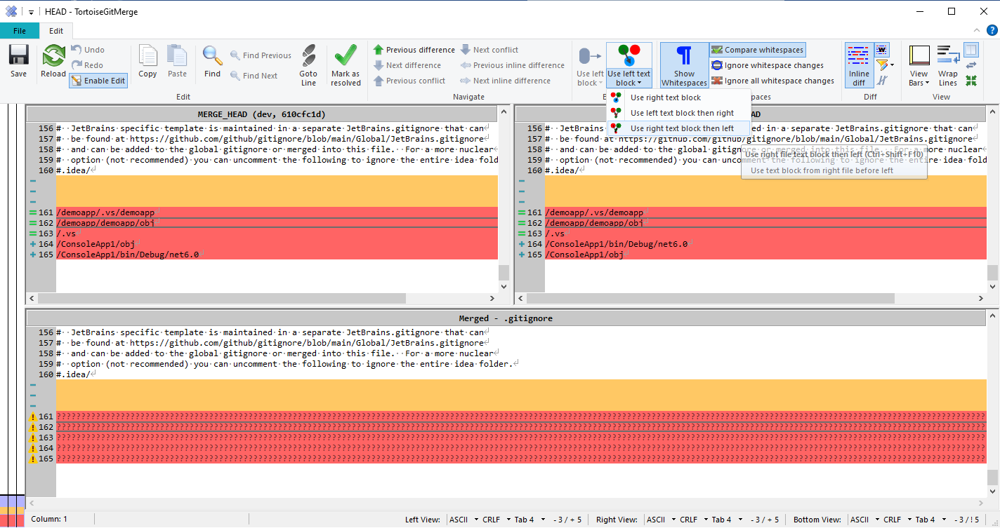 HEAD - TortoiseGitMerge
File Edit
Save
Reload
Undo
Redo
Enable Edit
Copy
Paste
Find
Find Previous
Find Next
Goto
Line
Mark as
resolved
Edit
Previous difference
Next difference
Previous conflict
Next conflict
Previous inline difference
Next inline difference
Navigate
Use left
block
Use left text
block
Show
Whitespaces
Compare whitespaces
Ignore whitespace changes
Ignore all whitespace changes
Inline
diff
Diff
View
Bars
Wrap
Lines
View
Use right text block
Use left text block then right
Use right text block then left
Use right file text block then left (Ctrl+Shift+F10)
Use text block from right file before left
MERGE_HEAD (dev, 610cfc1d)
156 #··JetBrains·specific·template·is·maintained·in·a·separate·JetBrains.gitignore·that·can
157 #··be·found·at·https://github.com/github/gitignore/blob/main/Global/JetBrains.gitignore
158 #··and·can·be·added·to·the·global·gitignore·or·merged·into·this·file.··For·a·more·nuclear
159 #··option·(not·recommended)·you·can·uncomment·the·following·to·ignore·the·entire·idea·fold
160 #.idea/
161 /demoapp/.vs/demoapp
162 /demoapp/demoapp/obj
163 /.vs
164 /ConsoleApp1/obj
165 /ConsoleApp1/bin/Debug/net6.0
156 #··JetBrains·
157 #··be·found·at·https://github.com/github/gitignore/blob/main/Global/JetBrains.gitignore
158 #··and·can·be·added·to·the·global·gitignore·or·merged·into·this·file.··For·a·more·nuclear
159 #··option·(not·recommended)·you·can·uncomment·the·following·to·ignore·the·entire·idea·fold
160 #.idea/
161 /demoapp/.vs/demoapp
162 /demoapp/demoapp/obj
163 /.vs
164 /ConsoleApp1/bin/Debug/net6.0
165 /ConsoleApp1/obj
Merged - .gitignore
156 #··JetBrains·specific·template·is·maintained·in·a·separate·JetBrains.gitignore·that·can
157 #··be·found·at·https://github.com/github/gitignore/blob/main/Global/JetBrains.gitignore
158 #··and·can·be·added·to·the·global·gitignore·or·merged·into·this·file.··For·a·more·nuclear
159 #··option·(not·recommended)·you·can·uncomment·the·following·to·ignore·the·entire·idea·folder.
160 #.idea/
161
162
163
164
165
Column: 1 Left View: ASCII CRLF Tab 4 - 3 / + 5 Right View: ASCII CRLF Tab 4 - 3 / + 5 Bottom View: ASCII CRLF Tab 4 - 3 / ! 5